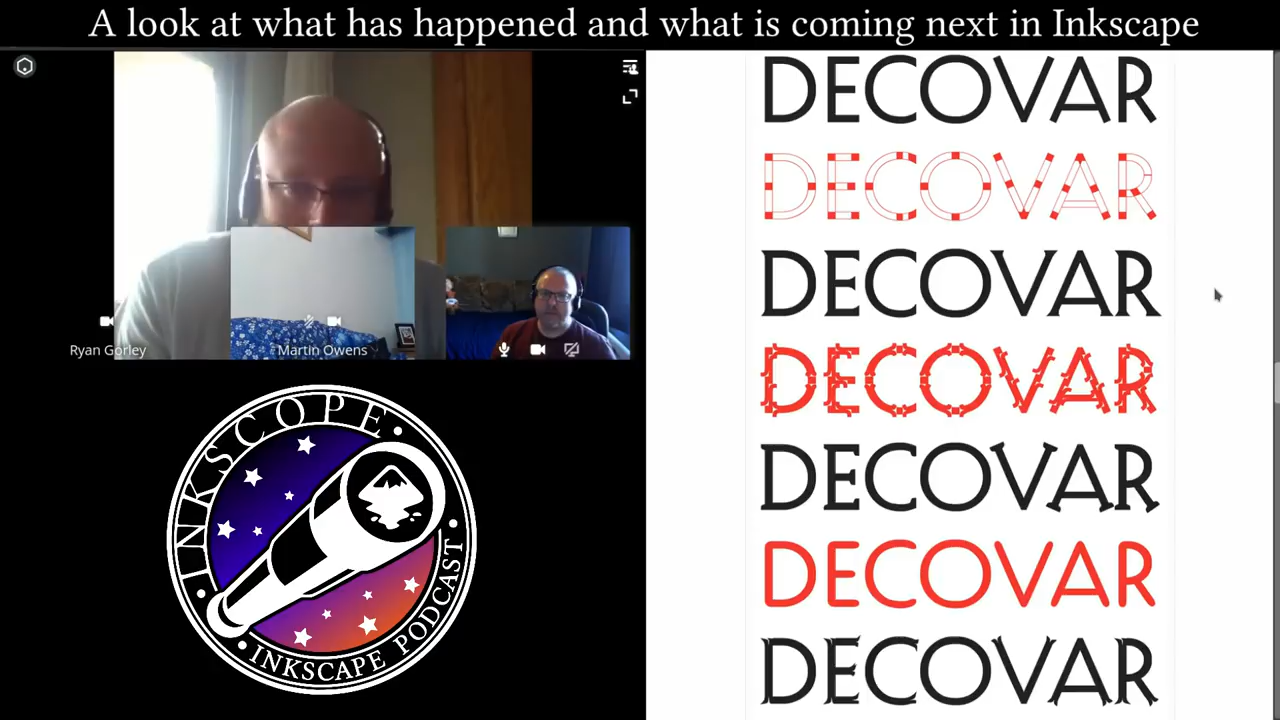 A look at what has happened and what is coming next in Inkscape
Ryan Gorley
Martin Owens
INKSCOPE
INKSCAPE PODCAST
DECOVAR
DECOVAR
DECOVAR
DECOVAR
DECOVAR
DECOVAR
DECOVAR